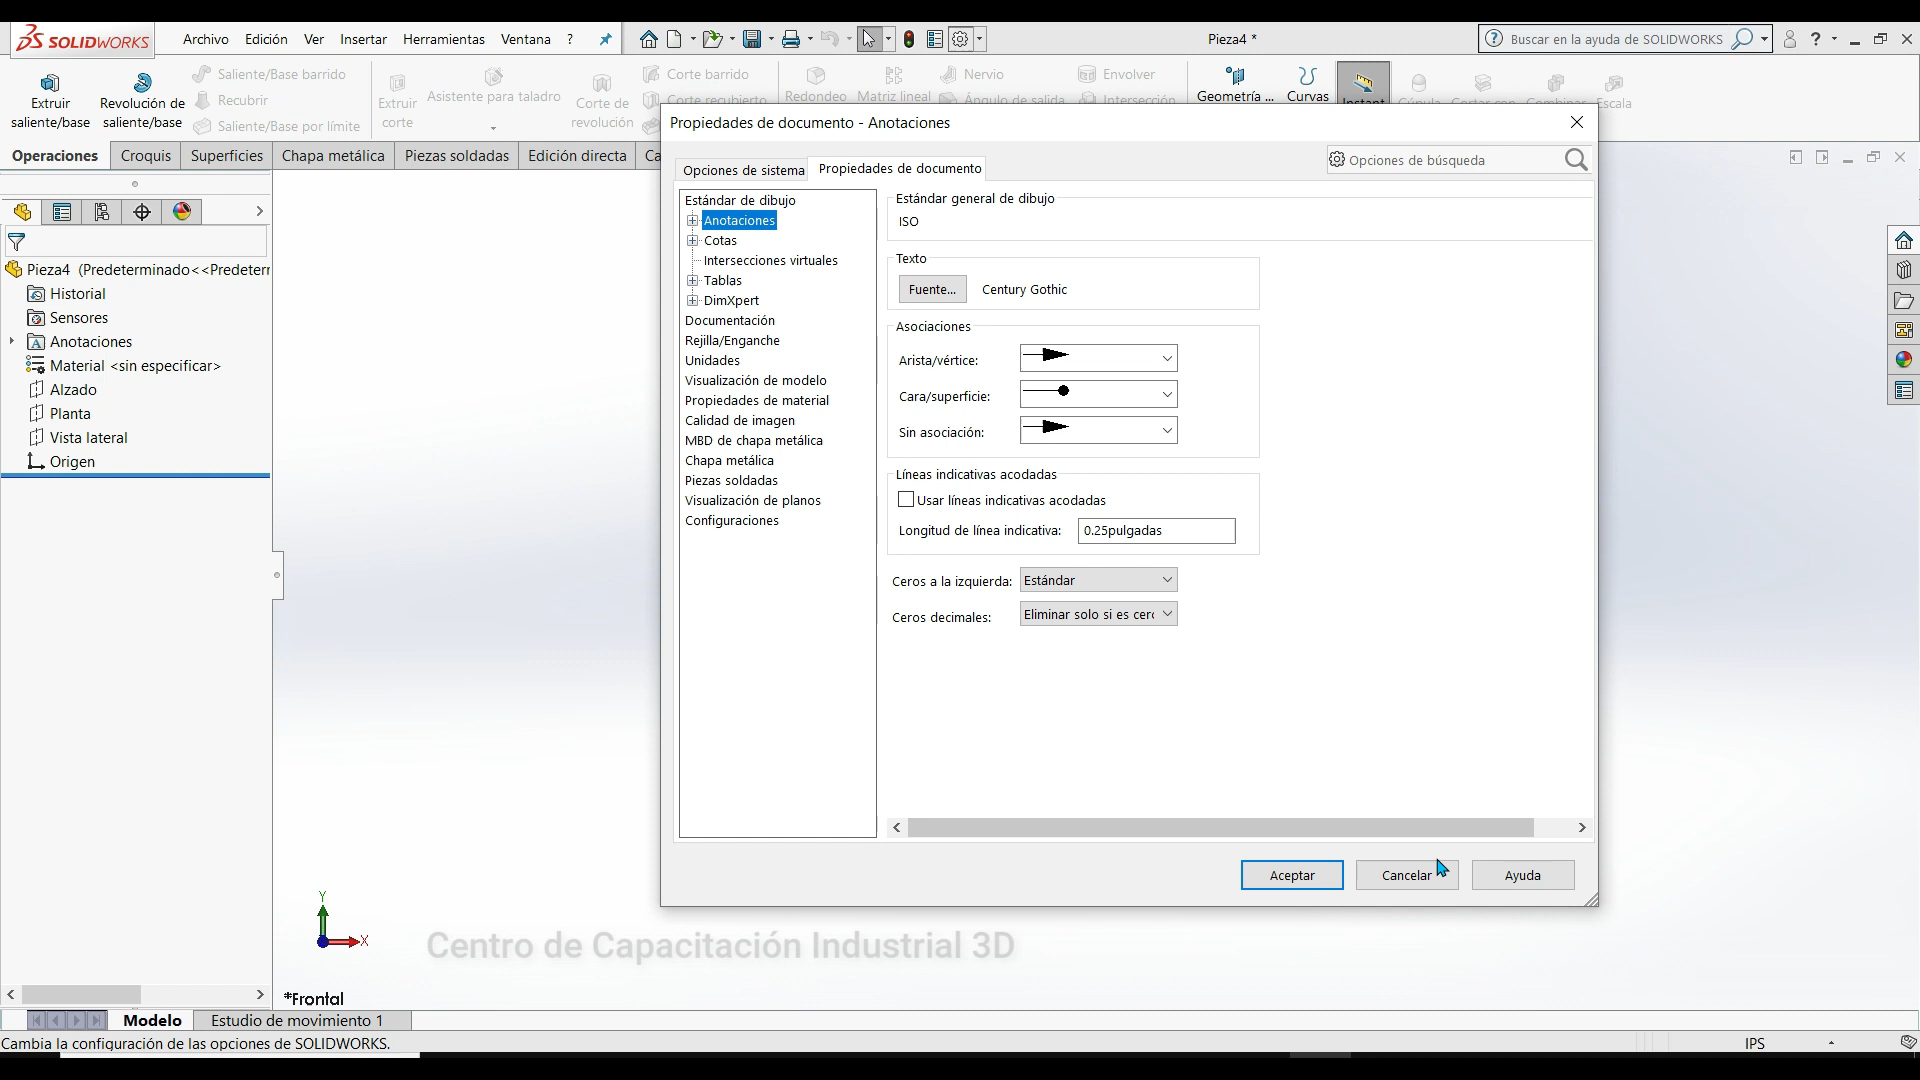 SOLIDWORKS
Archivo Edición Ver Insertar Herramientas Ventana ?
Pieza4 *
Buscar en la ayuda de SOLIDWORKS
Extruir saliente/base
Revolución de saliente/base
Saliente/Base barrido
Recubrir
Saliente/Base por límite
Extruir corte
Asistente para taladro
Corte de revolución
Corte barrido
Corte recubierto
Redondeo
Matriz lineal
Nervio
Ángulo de salida
Envolver
Intersección
Geometría ...
Curvas
Escala
Operaciones Croquis Superficies Chapa metálica Piezas soldadas Edición directa Ca
Pieza4 (Predeterminado<<Predeterr
Historial
Sensores
Anotaciones
Material <sin especificar>
Alzado
Planta
Vista lateral
Origen
Propiedades de documento - Anotaciones
Opciones de sistema Propiedades de documento
Opciones de búsqueda
Estándar de dibujo
Anotaciones
Cotas
Intersecciones virtuales
Tablas
DimXpert
Documentación
Rejilla/Enganche
Unidades
Visualización de modelo
Propiedades de material
Calidad de imagen
MBD de chapa metálica
Chapa metálica
Piezas soldadas
Visualización de planos
Configuraciones
Estándar general de dibujo
ISO
Texto
Fuente... Century Gothic
Asociaciones
Arista/vértice:
Cara/superficie:
Sin asociación:
Líneas indicativas acodadas
Usar líneas indicativas acodadas
Longitud de línea indicativa: 0.25pulgadas
Ceros a la izquierda: Estándar
Ceros decimales: Eliminar solo si es cerc
Aceptar Cancelar Ayuda
Y
X
Centro de Capacitación Industrial 3D
*Frontal
Modelo Estudio de movimiento 1
Cambia la configuración de las opciones de SOLIDWORKS.
IPS